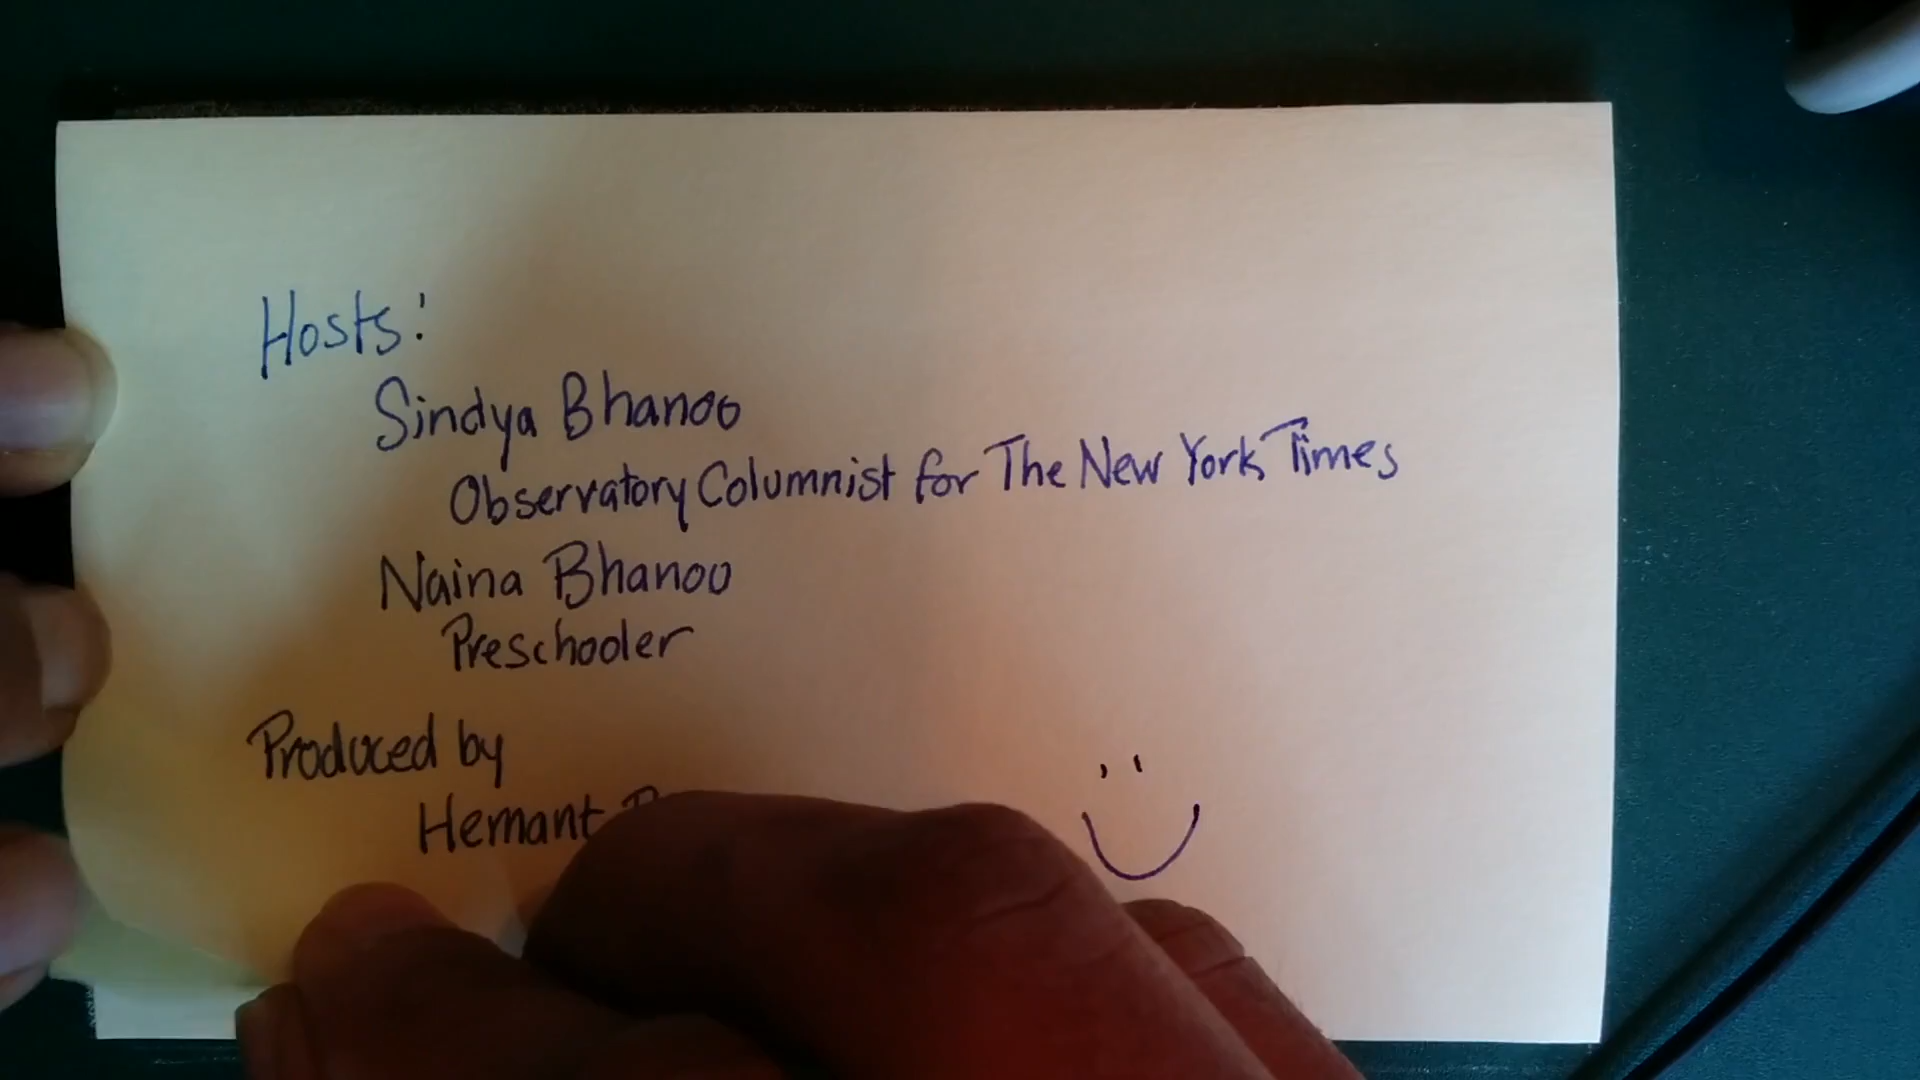 Hosts:
Sindya Bhanoo
Observatory Columnist for The New York Times
Naina Bhanoo
Preschooler
Produced by
Hemant